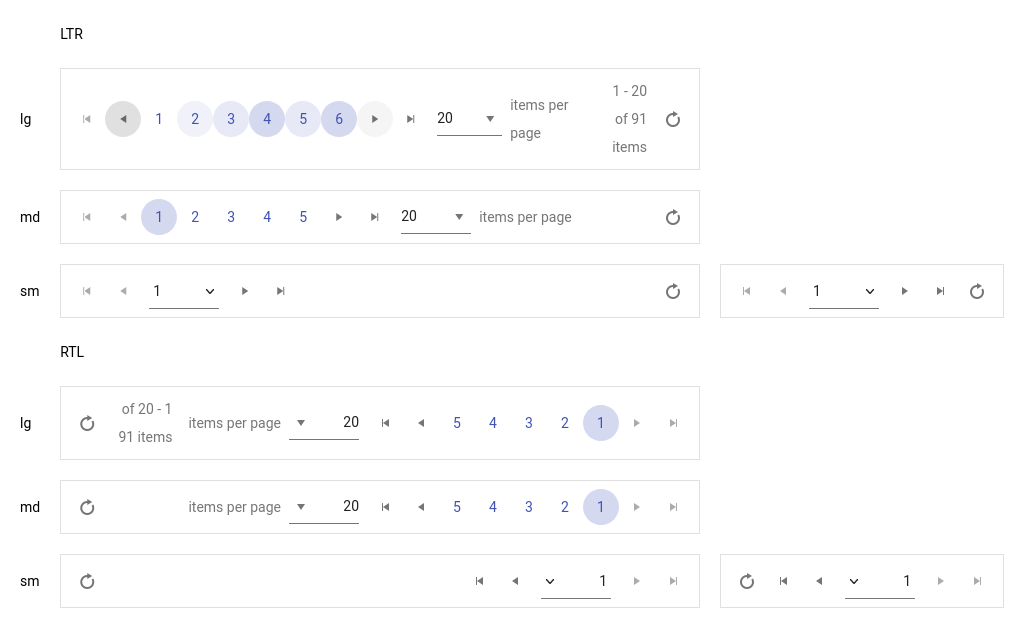 LTR
lg 1 2 3 4 5 6 20 items per page 1 - 20 of 91 items
md 1 2 3 4 5 20 items per page
sm 1 1
RTL
lg of 20 - 1 91 items items per page 20 5 4 3 2 1
md items per page 20 5 4 3 2 1
sm 1 1